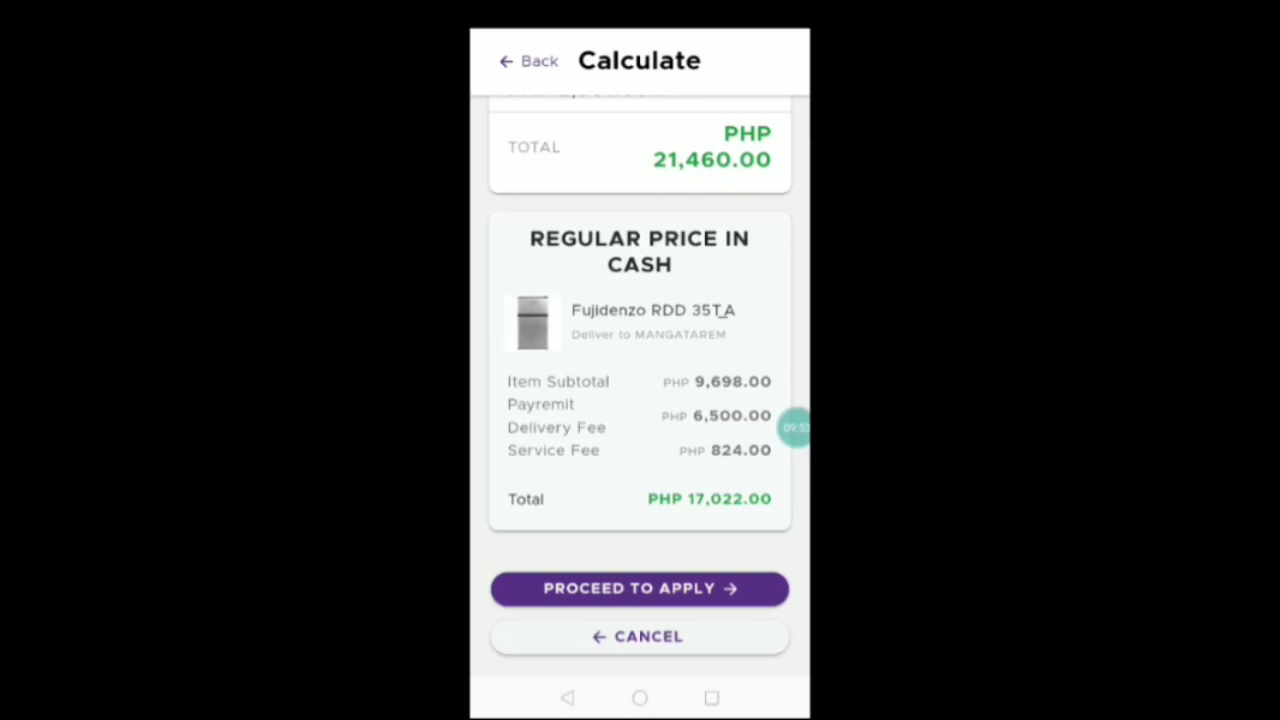 ← Back Calculate
TOTAL
PHP
21,460.00
REGULAR PRICE IN
CASH
Fujidenzo RDD 35T_A
Deliver to MANGATAREM
Item Subtotal PHP 9,698.00
Payremit
Delivery Fee
PHP 6,500.00
Service Fee PHP 824.00
Total PHP 17,022.00
PROCEED TO APPLY →
← CANCEL